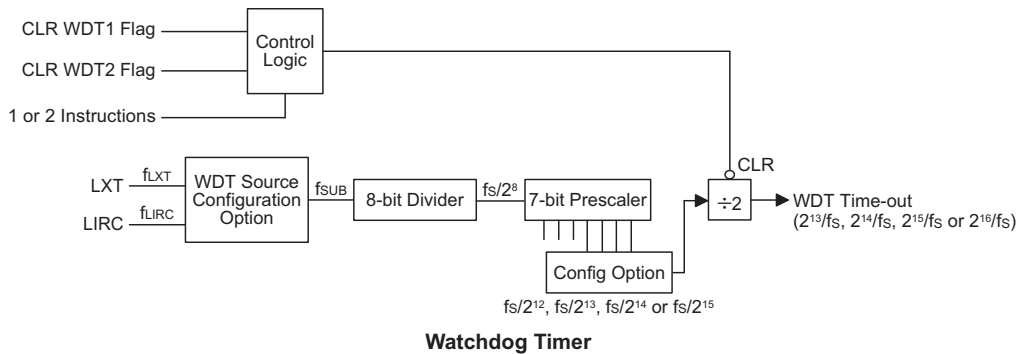 CLR WDT1 Flag
CLR WDT2 Flag
1 or 2 Instructions
Control
Logic
CLR
LXT
fLXT
LIRC
fLIRC
WDT Source
Configuration
Option
fSUB
8-bit Divider
fS/2⁸
7-bit Prescaler
÷2
WDT Time-out
(2¹³/fS, 2¹⁴/fS, 2¹⁵/fS or 2¹⁶/fS)
Config Option
fS/2¹², fS/2¹³, fS/2¹⁴ or fS/2¹⁵
Watchdog Timer